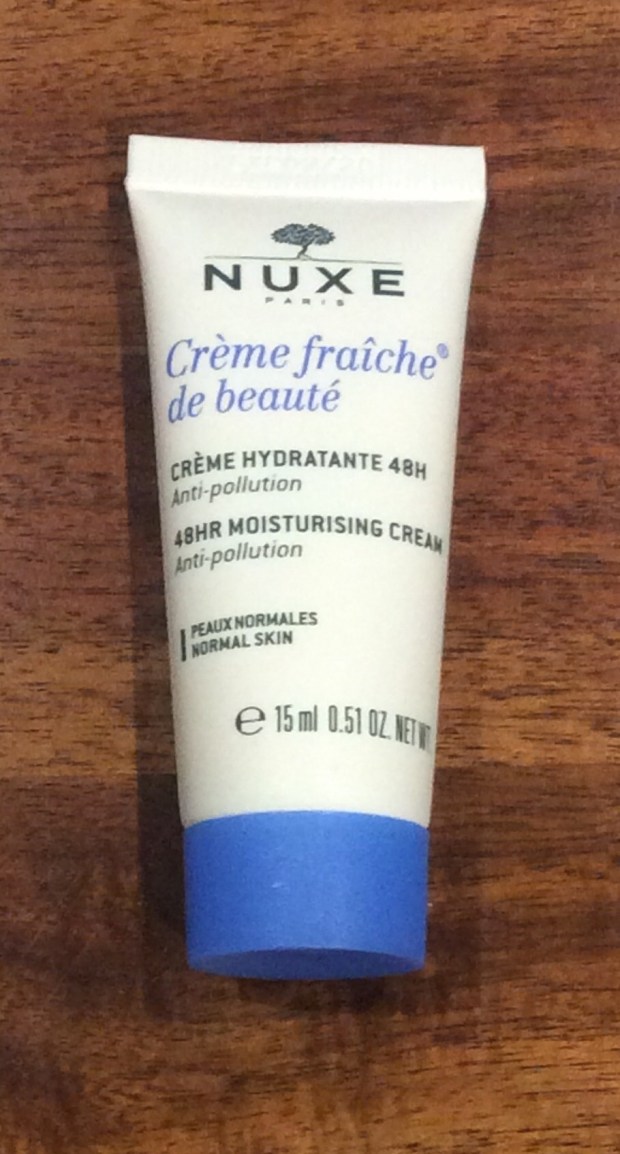 NUXE
PARIS
Crème fraîche®
de beauté
CRÈME HYDRATANTE 48H
Anti-pollution
48HR MOISTURISING CREAM
Anti-pollution
PEAUX NORMALES
NORMAL SKIN
℮ 15 ml 0.51 OZ. NET WT